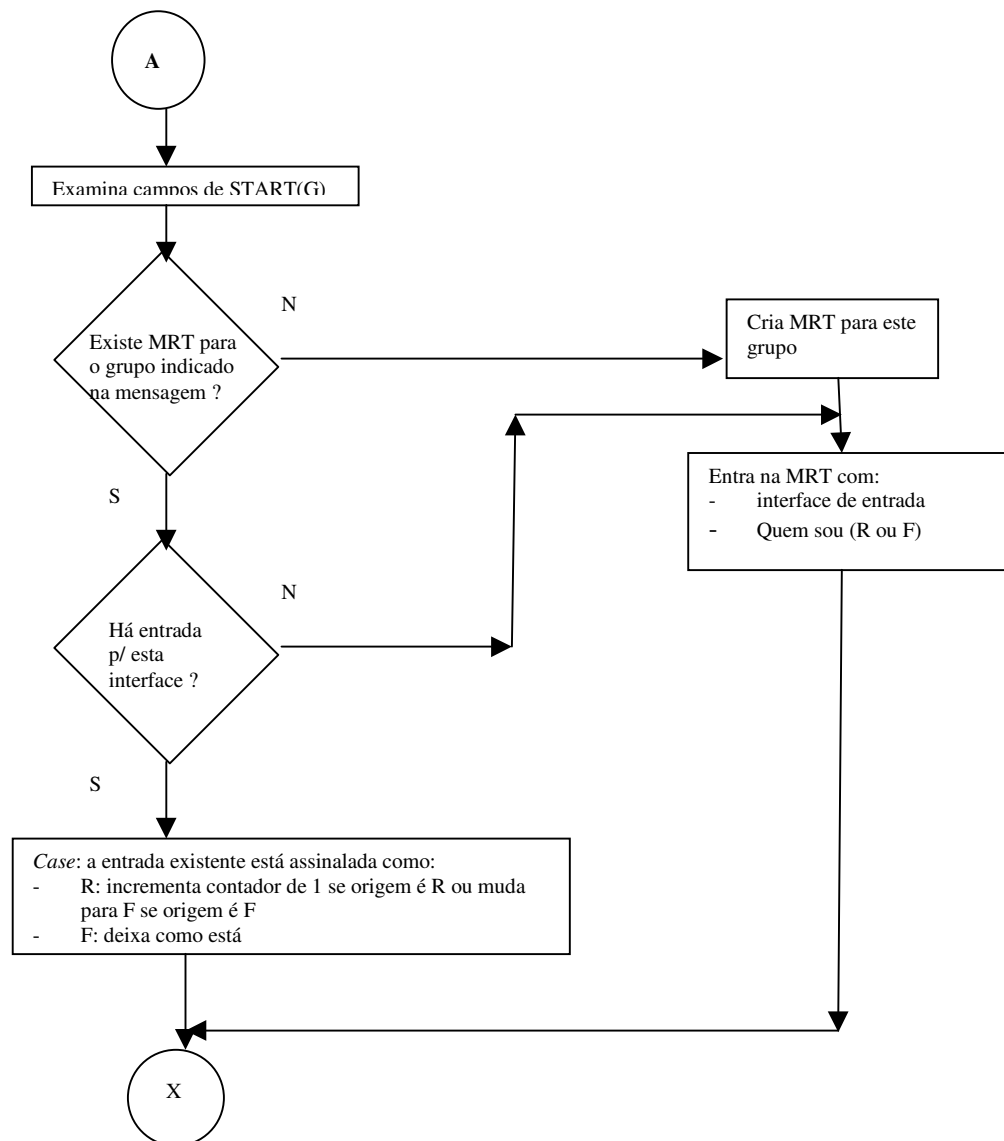 A
Examina campos de START(G)
N
Existe MRT para
o grupo indicado
na mensagem ?
Cria MRT para este
grupo
S
Entra na MRT com:
- interface de entrada
- Quem sou (R ou F)
N
Há entrada
p/ esta
interface ?
S
Case: a entrada existente está assinalada como:
- R: incrementa contador de 1 se origem é R ou muda
para F se origem é F
- F: deixa como está
X